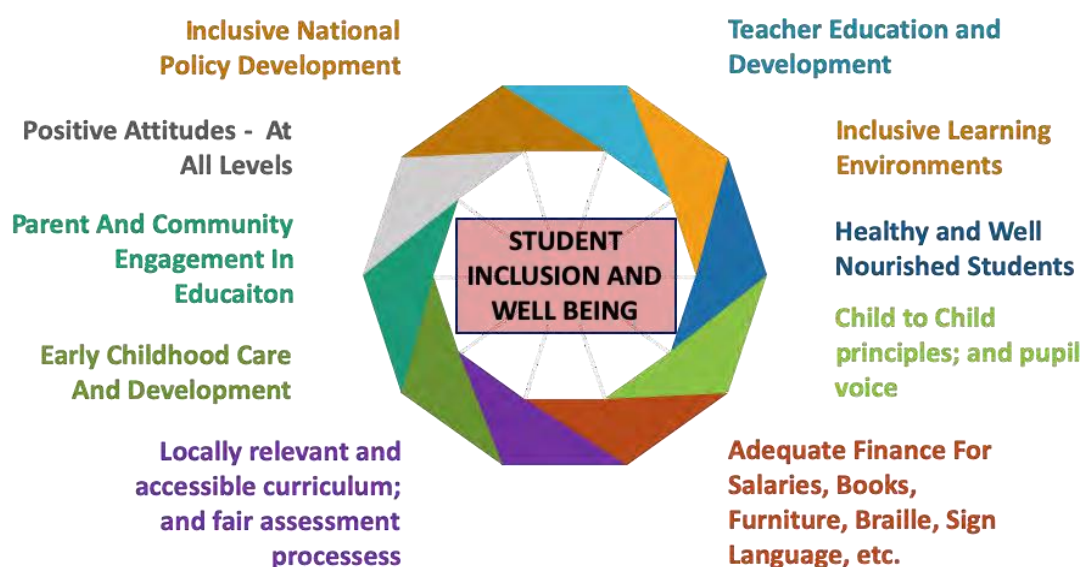 Inclusive National
Policy Development
Teacher Education and
Development
Positive Attitudes - At
All Levels
Inclusive Learning
Environments
Parent And Community
Engagement In
Educaiton
STUDENT
INCLUSION AND
WELL BEING
Healthy and Well
Nourished Students
Child to Child
principles; and pupil
voice
Early Childhood Care
And Development
Locally relevant and
accessible curriculum;
and fair assessment
processess
Adequate Finance For
Salaries, Books,
Furniture, Braille, Sign
Language, etc.